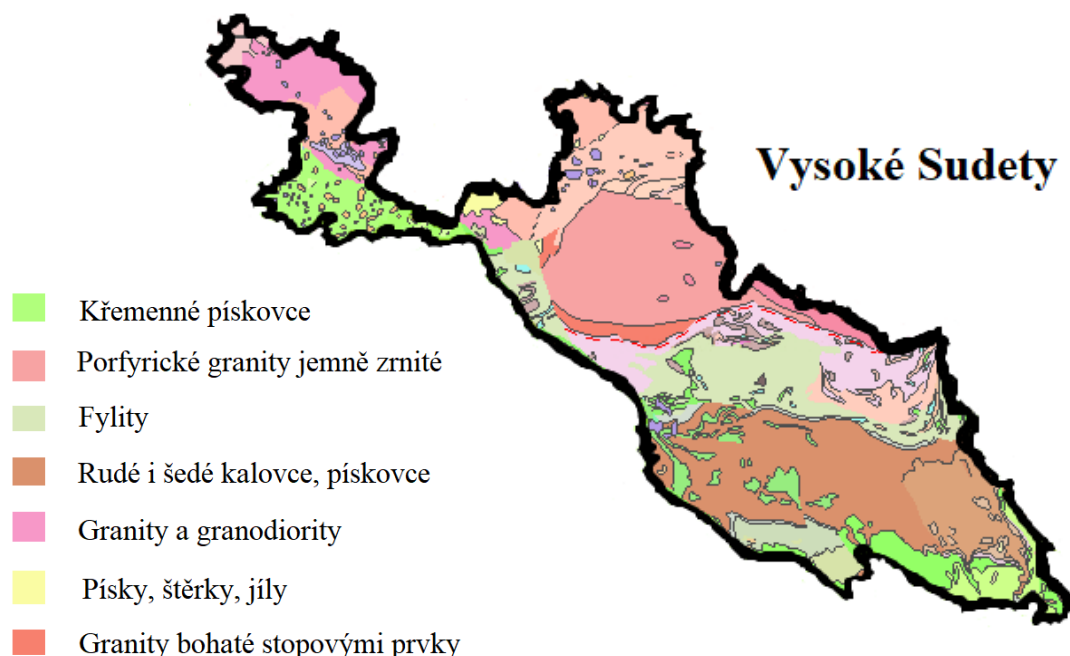 Vysoké Sudety
Křemenné pískovce
Porfyrické granity jemně zrnité
Fylity
Rudé i šedé kalovce, pískovce
Granity a granodiority
Písky, štěrky, jíly
Granity bohaté stopovými prvky